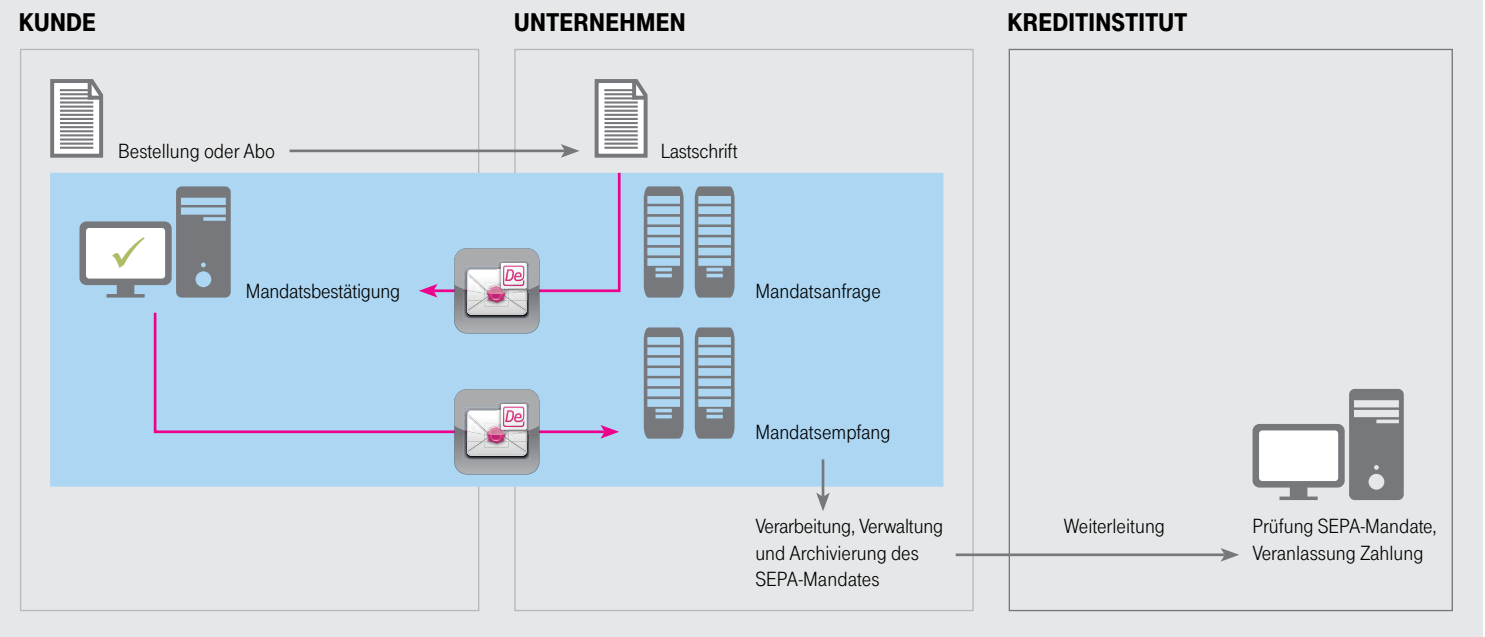 KUNDE
UNTERNEHMEN
KREDITINSTITUT
Bestellung oder Abo
Lastschrift
Mandatsbestätigung
De
Mandatsanfrage
De
Mandatsempfang
Verarbeitung, Verwaltung
und Archivierung des
SEPA-Mandates
Weiterleitung
Prüfung SEPA-Mandate,
Veranlassung Zahlung